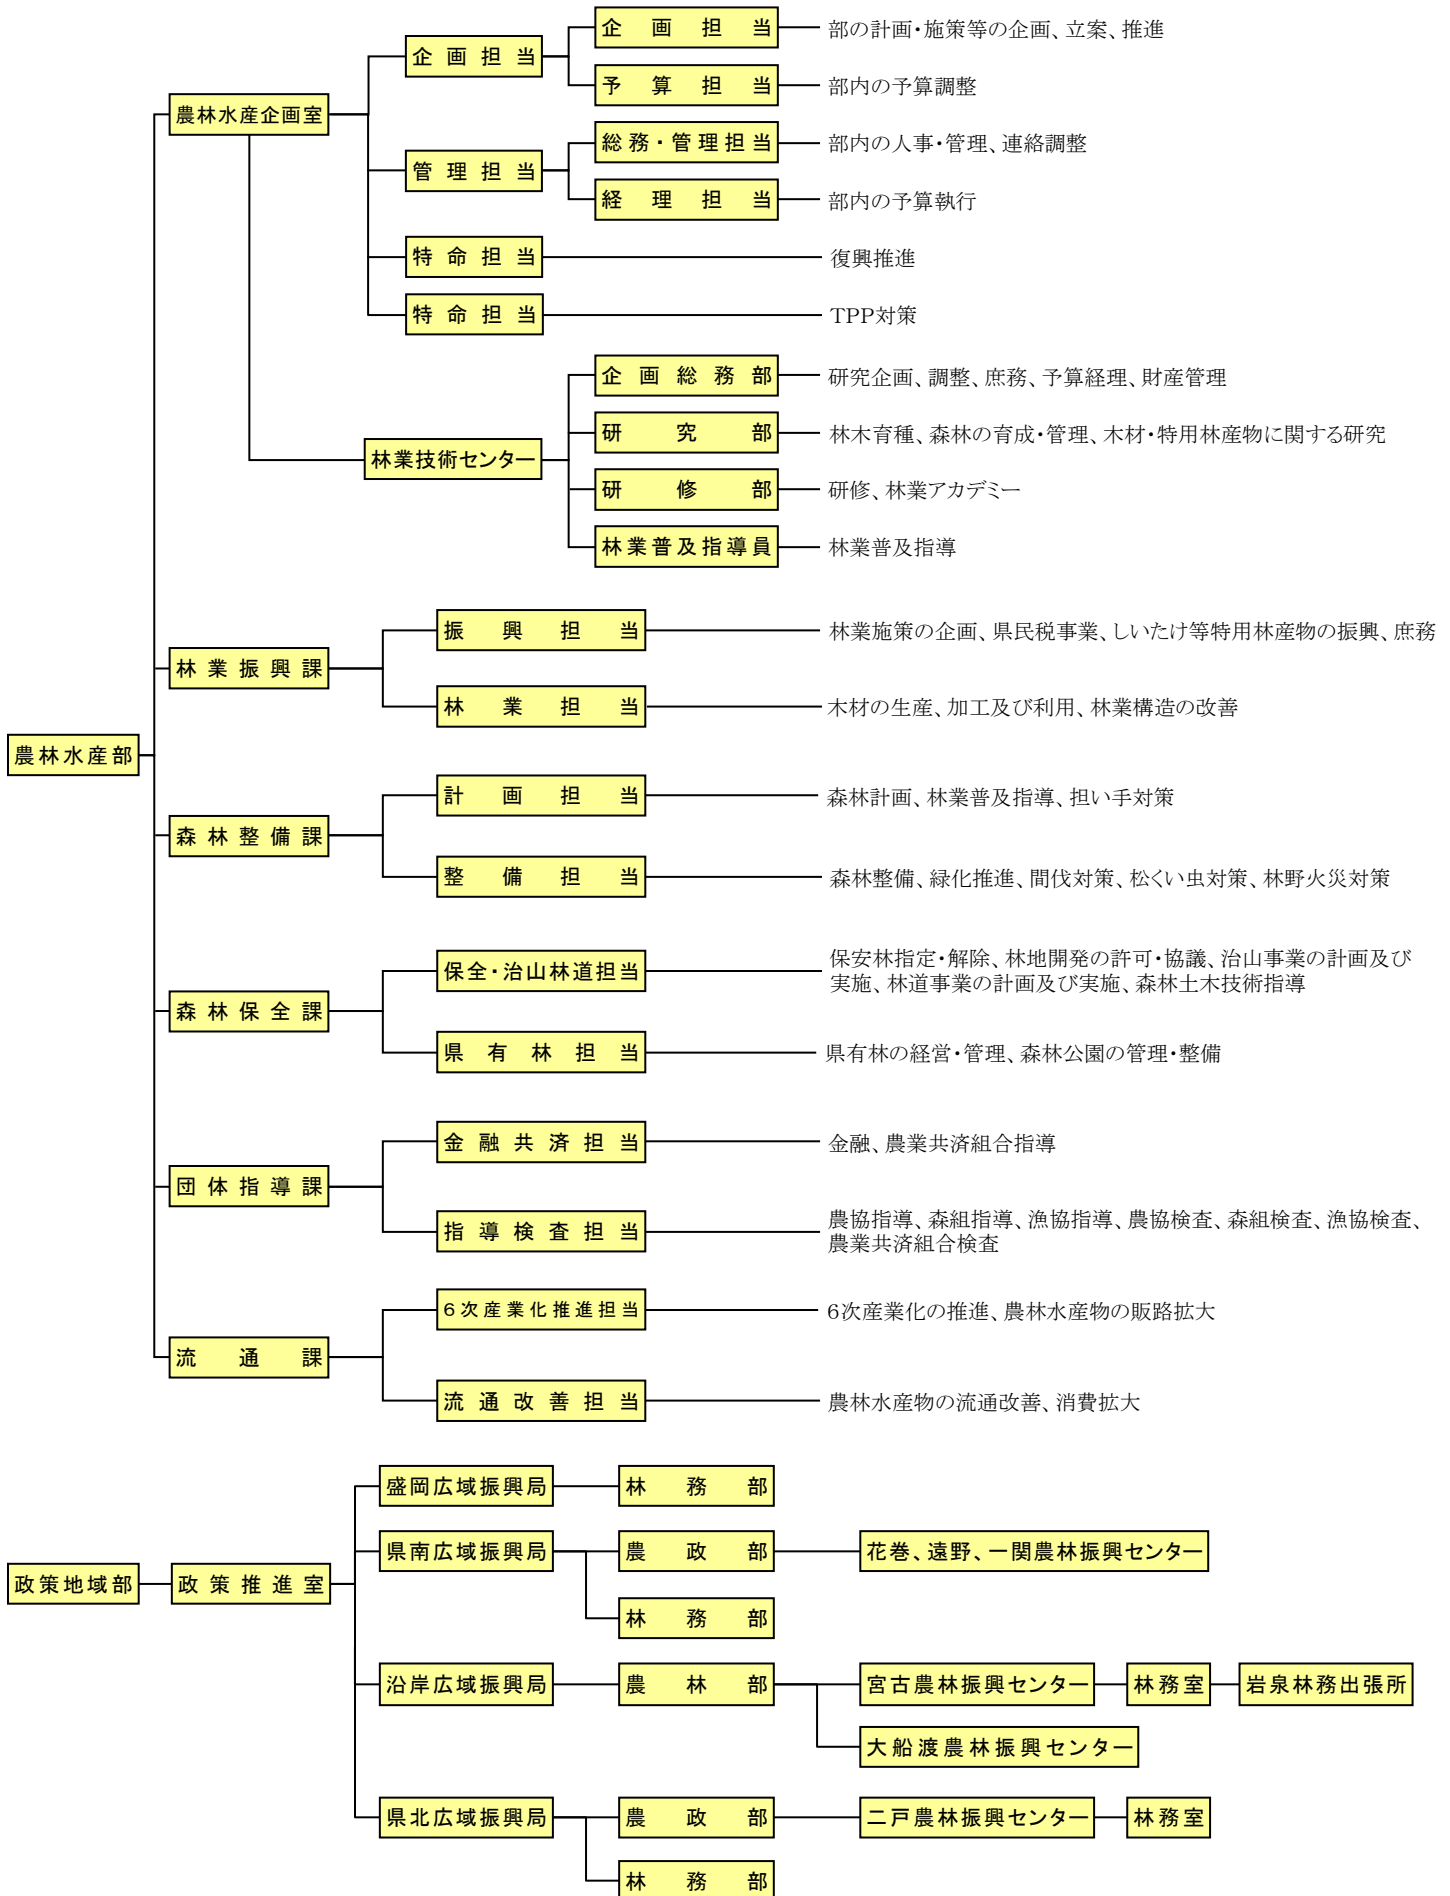 企画担当
部の計画・施策等の企画、立案、推進
企画担当
予算担当
部内の予算調整
農林水産企画室
総務・管理担当
部内の人事・管理、連絡調整
管理担当
経理担当
部内の予算執行
特命担当
復興推進
特命担当
TPP対策
企画総務部
研究企画、調整、庶務、予算経理、財産管理
研究部
林木育種、森林の育成・管理、木材・特用林産物に関する研究
林業技術センター
研修部
研修、林業アカデミー
林業普及指導員
林業普及指導
振興担当
林業施策の企画、県民税事業、しいたけ等特用林産物の振興、庶務
林業振興課
林業担当
木材の生産、加工及び利用、林業構造の改善
農林水産部
計画担当
森林計画、林業普及指導、担い手対策
森林整備課
整備担当
森林整備、緑化推進、間伐対策、松くい虫対策、林野火災対策
保全・治山林道担当
保安林指定・解除、林地開発の許可・協議、治山事業の計画及び
実施、林道事業の計画及び実施、森林土木技術指導
森林保全課
県有林担当
県有林の経営・管理、森林公園の管理・整備
金融共済担当
金融、農業共済組合指導
団体指導課
指導検査担当
農協指導、森組指導、漁協指導、農協検査、森組検査、漁協検査、
農業共済組合検査
6次産業化推進担当
6次産業化の推進、農林水産物の販路拡大
流通課
流通改善担当
農林水産物の流通改善、消費拡大
盛岡広域振興局
林務部
県南広域振興局
農政部
花巻、遠野、一関農林振興センター
政策地域部
政策推進室
林務部
沿岸広域振興局
農林部
宮古農林振興センター
林務室
岩泉林務出張所
大船渡農林振興センター
県北広域振興局
農政部
二戸農林振興センター
林務室
林務部